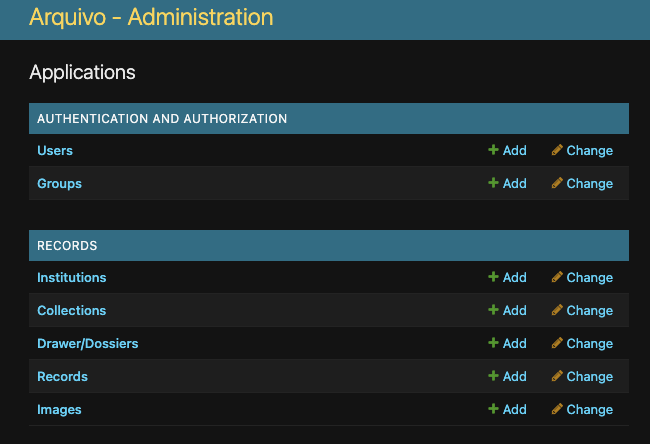 Arquivo - Administration
Applications
AUTHENTICATION AND AUTHORIZATION
Users Add Change
Groups Add Change
RECORDS
Institutions Add Change
Collections Add Change
Drawer/Dossiers Add Change
Records Add Change
Images Add Change